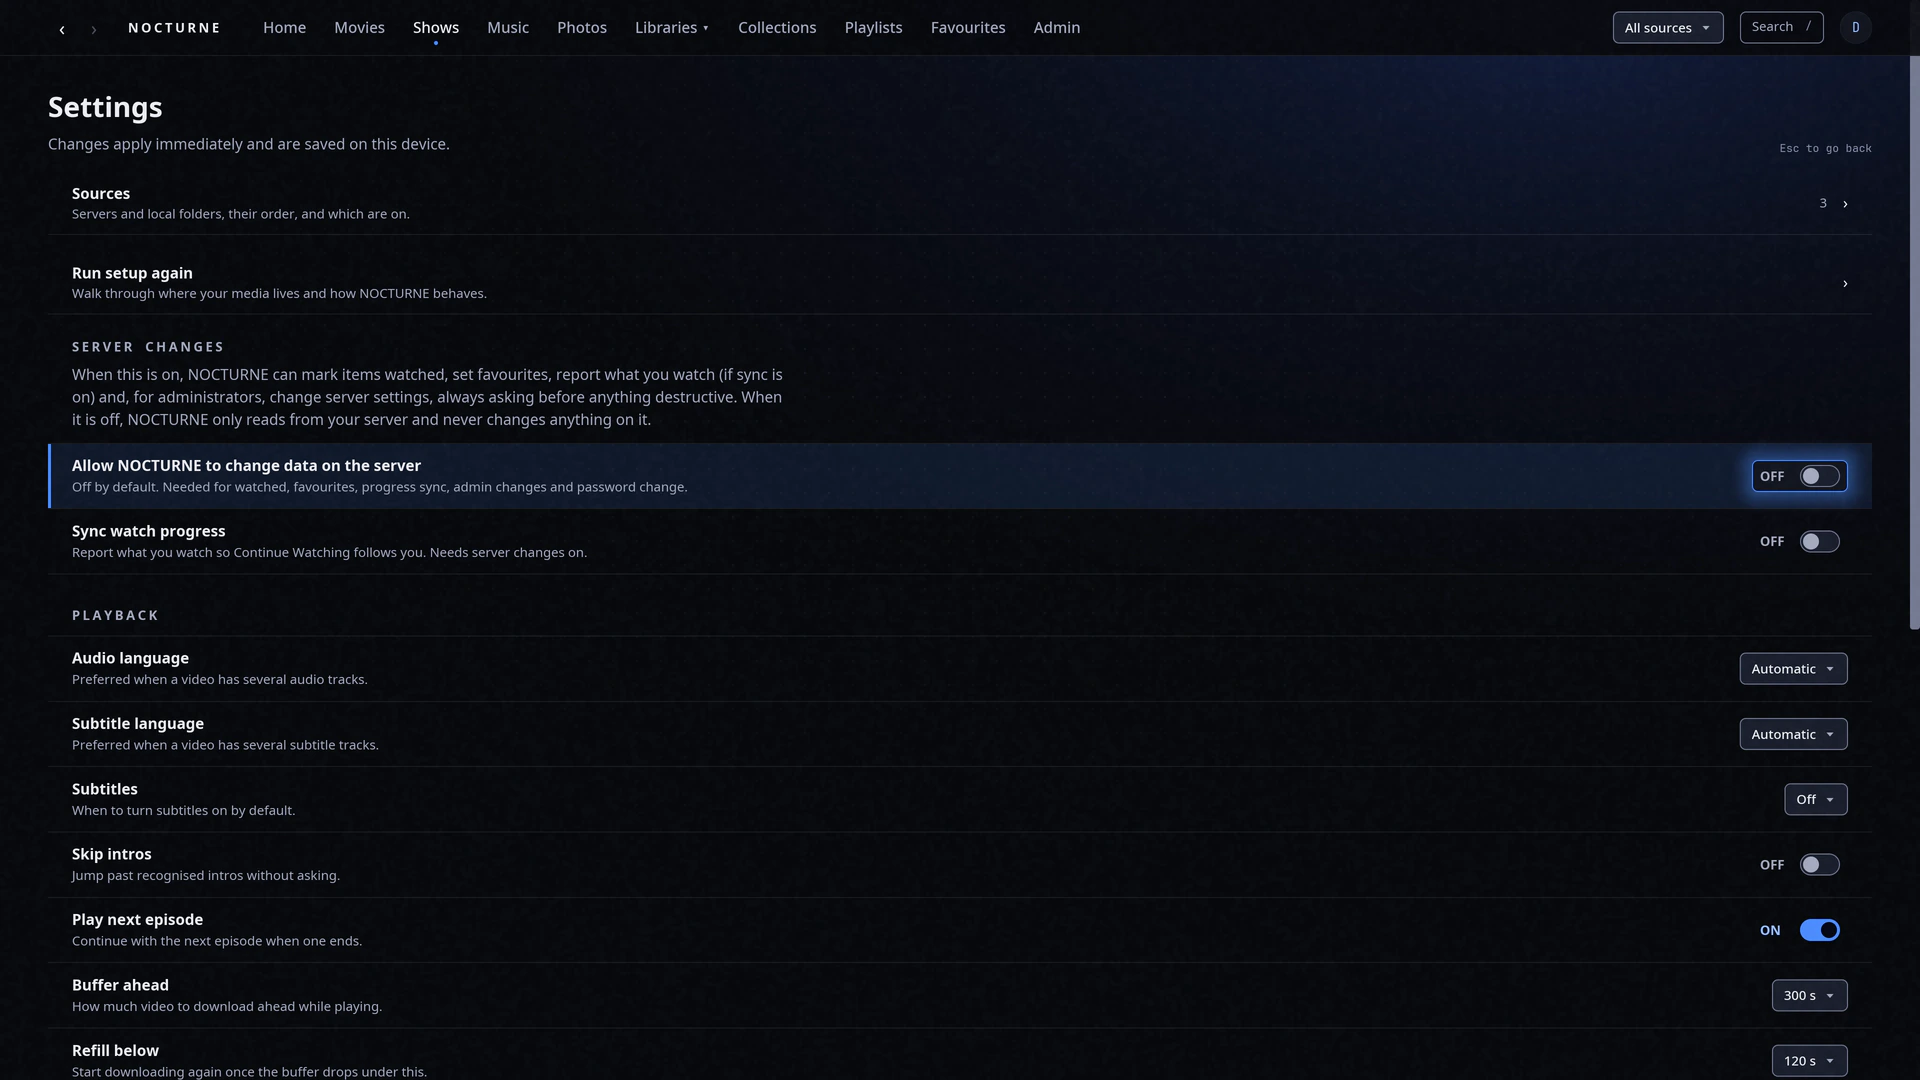 NOCTURNE Home Movies Shows Music Photos Libraries Collections Playlists Favourites Admin All sources Search / D
Settings
Changes apply immediately and are saved on this device.
Esc to go back
Sources
Servers and local folders, their order, and which are on.
3
Run setup again
Walk through where your media lives and how NOCTURNE behaves.
SERVER CHANGES
When this is on, NOCTURNE can mark items watched, set favourites, report what you watch (if sync is
on) and, for administrators, change server settings, always asking before anything destructive. When
it is off, NOCTURNE only reads from your server and never changes anything on it.
Allow NOCTURNE to change data on the server
Off by default. Needed for watched, favourites, progress sync, admin changes and password change.
OFF
Sync watch progress
Report what you watch so Continue Watching follows you. Needs server changes on.
OFF
PLAYBACK
Audio language
Preferred when a video has several audio tracks.
Automatic
Subtitle language
Preferred when a video has several subtitle tracks.
Automatic
Subtitles
When to turn subtitles on by default.
Off
Skip intros
Jump past recognised intros without asking.
OFF
Play next episode
Continue with the next episode when one ends.
ON
Buffer ahead
How much video to download ahead while playing.
300 s
Refill below
Start downloading again once the buffer drops under this.
120 s